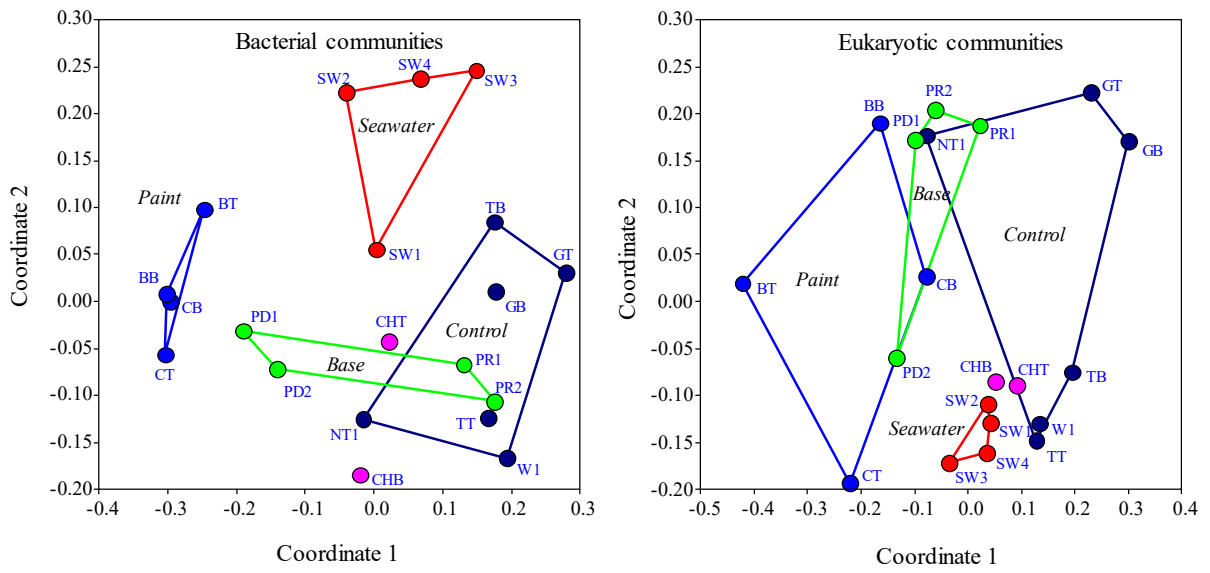 Bacterial communities
0.30
0.25
0.20
0.15
0.10
0.05
0.00
-0.05
-0.10
-0.15
-0.20
-0.4
-0.3
-0.2
-0.1
0.0
0.1
0.2
0.3
Coordinate 1
Coordinate 2
SW2
SW4
SW3
Seawater
SW1
Paint
BT
BB
CB
CT
TB
GT
GB
CHT
Control
PD1
PR1
Base
PD2
PR2
TT
NT1
W1
CHB
Eukaryotic communities
0.30
0.25
0.20
0.15
0.10
0.05
0.00
-0.05
-0.10
-0.15
-0.20
-0.5
-0.4
-0.3
-0.2
-0.1
0.0
0.1
0.2
0.3
0.4
Coordinate 1
Coordinate 2
GT
PR2
BB
PD1
PR1
NT1
GB
Base
Control
Paint
BT
CB
PD2
CHB
CHT
TB
SW2
Seawater
SW1
W1
TT
SW4
SW3
CT